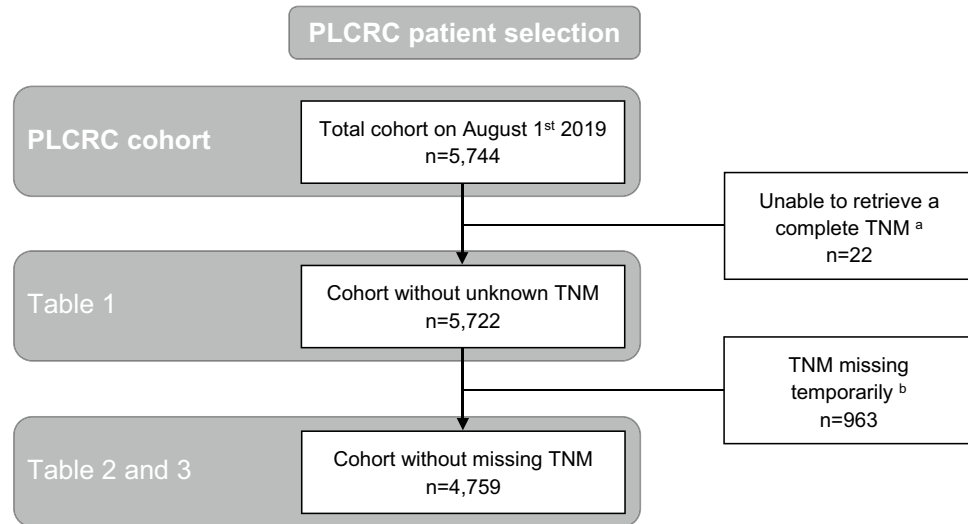 PLCRC patient selection
PLCRC cohort
Total cohort on August 1st 2019
n=5,744
Unable to retrieve a
complete TNM a
n=22
Table 1
Cohort without unknown TNM
n=5,722
TNM missing
temporarily b
n=963
Table 2 and 3
Cohort without missing TNM
n=4,759